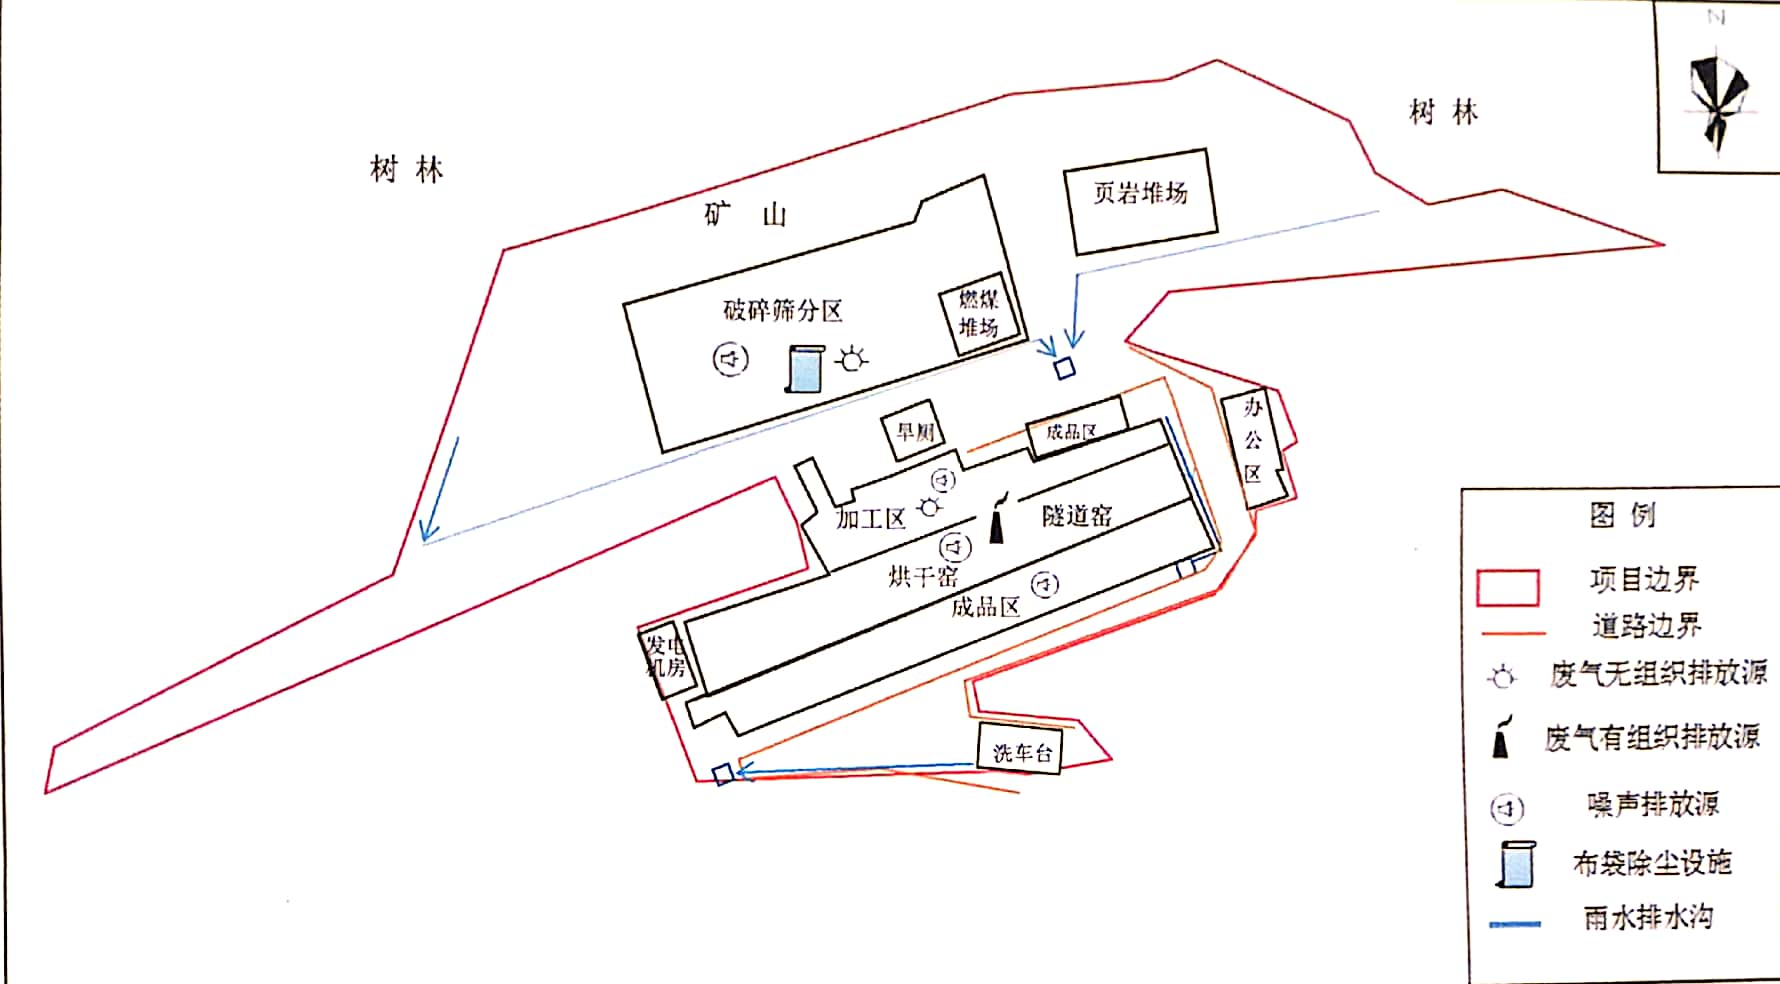 N
树 林
树 林
矿 山
页岩堆场
破碎筛分区
燃煤
堆场
旱厕
成品区
办
公
区
加工区
隧道窑
烘干窑
成品区
发电
机房
洗车台
图 例
项目边界
道路边界
废气无组织排放源
废气有组织排放源
噪声排放源
布袋除尘设施
雨水排水沟